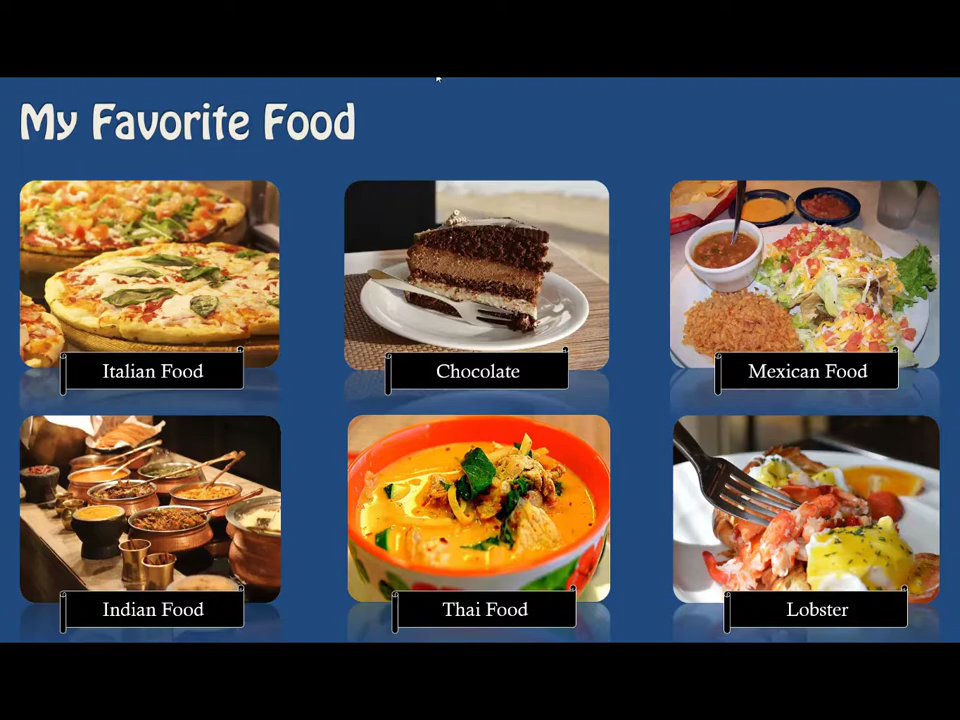 My Favorite Food
Italian Food
Chocolate
Mexican Food
Indian Food
Thai Food
Lobster